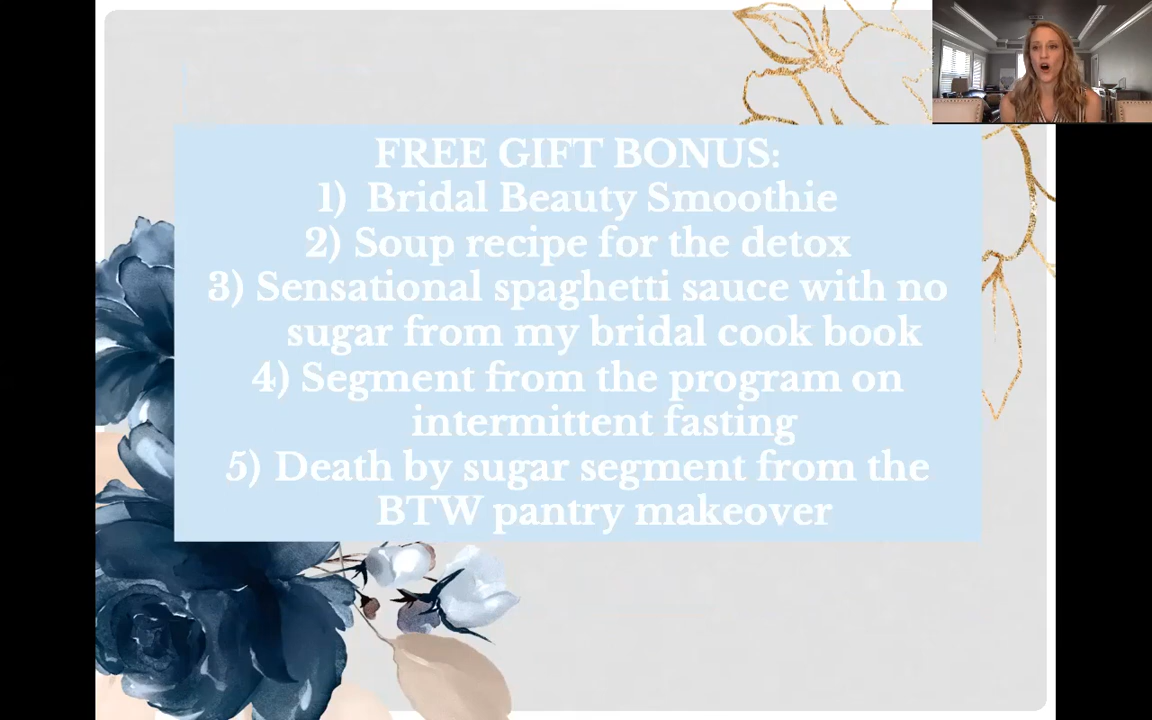 FREE GIFT BONUS:
1) Bridal Beauty Smoothie
2) Soup recipe for the detox
3) Sensational spaghetti sauce with no
sugar from my bridal cook book
4) Segment from the program on
intermittent fasting
5) Death by sugar segment from the
BTW pantry makeover